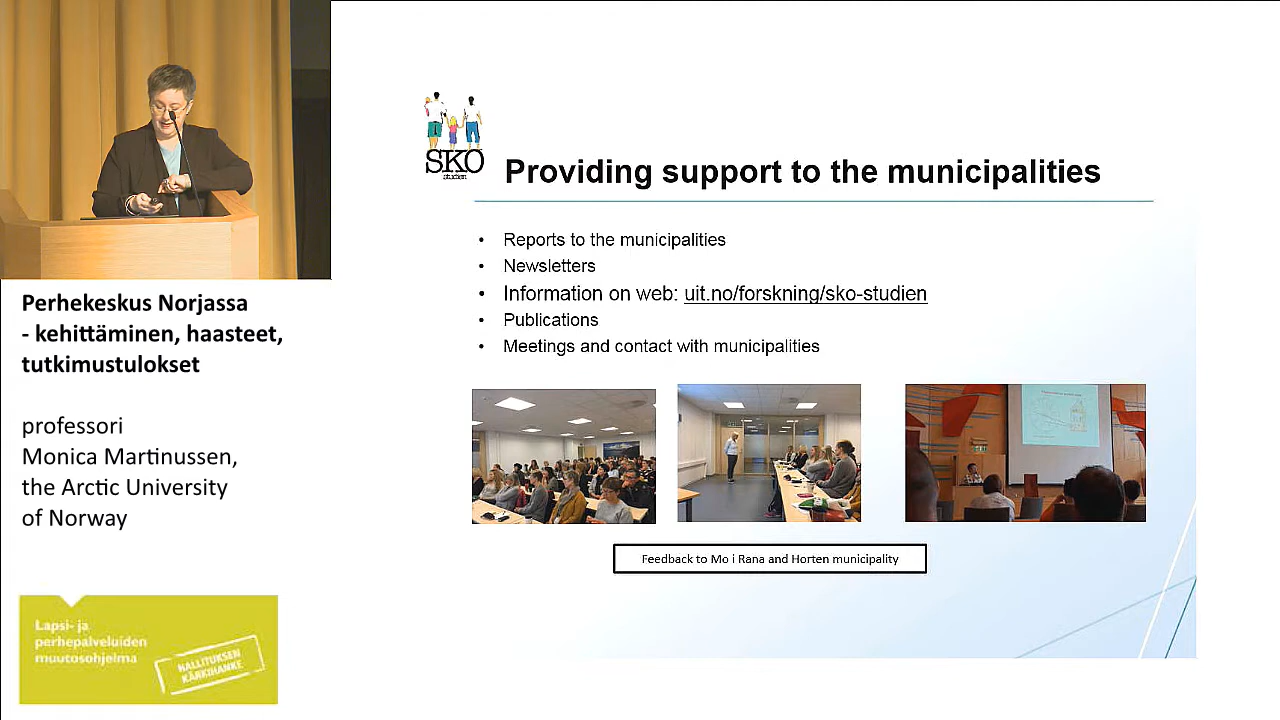 Perhekeskus Norjassa
- kehittäminen, haasteet,
tutkimustulokset
professori
Monica Martinussen,
the Arctic University
of Norway
Lapsi- ja
perhepalveluiden
muutosohjelma
HALLITUKSEN
KÄRKIHANKE
SKO
studien
Providing support to the municipalities
• Reports to the municipalities
• Newsletters
• Information on web: uit.no/forskning/sko-studien
• Publications
• Meetings and contact with municipalities
Feedback to Mo i Rana and Horten municipality